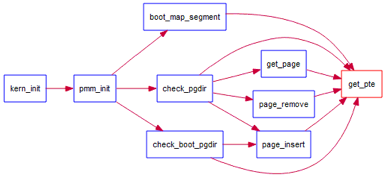 boot_map_segment
get_page
kern_init
pmm_init
check_pgdir
get_pte
page_remove
check_boot_pgdir
page_insert